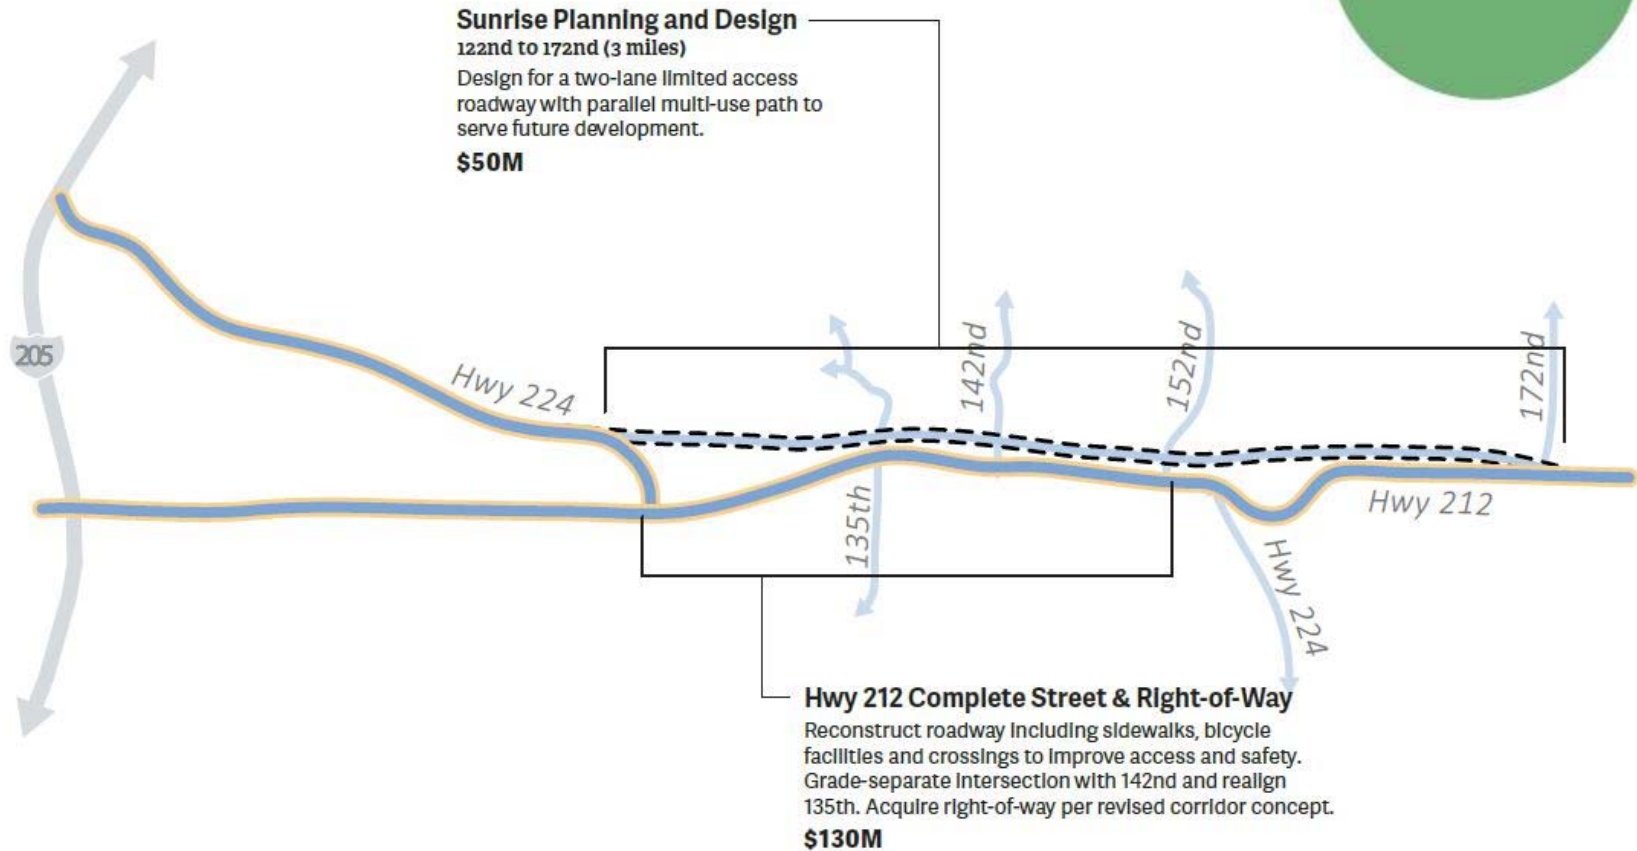 Sunrise Planning and Design
122nd to 172nd (3 miles)
Design for a two-lane limited access
roadway with parallel multi-use path to
serve future development.
$50M
205
Hwy 224
142nd
152nd
172nd
135th
Hwy 212
Hwy 224
Hwy 212 Complete Street & Right-of-Way
Reconstruct roadway including sidewalks, bicycle
facilities and crossings to improve access and safety.
Grade-separate intersection with 142nd and realign
135th. Acquire right-of-way per revised corridor concept.
$130M